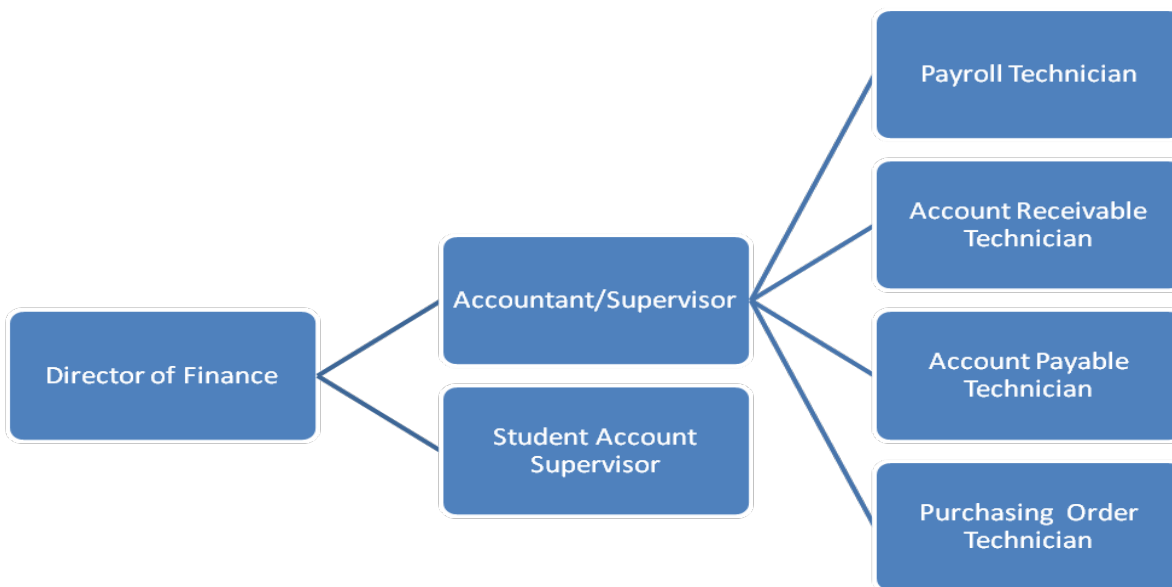 Director of Finance
Accountant/Supervisor
Student Account
Supervisor
Payroll Technician
Account Receivable
Technician
Account Payable
Technician
Purchasing Order
Technician